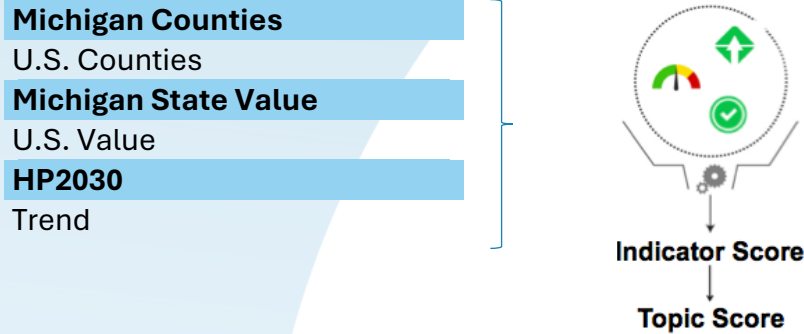 Michigan Counties
U.S. Counties
Michigan State Value
U.S. Value
HP2030
Trend
Indicator Score
Topic Score